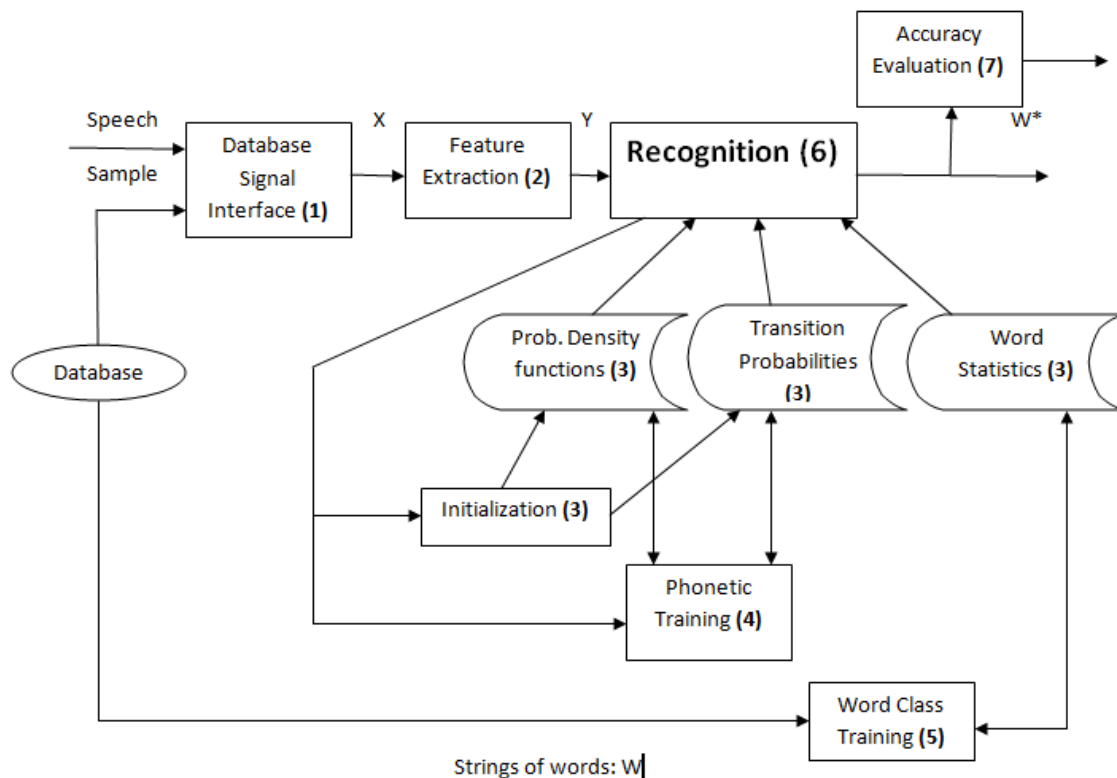 Accuracy
Evaluation (7)
Speech
Sample
X
Y
W*
Database
Signal
Interface (1)
Feature
Extraction (2)
Recognition (6)
Prob. Density
functions (3)
Transition
Probabilities
(3)
Word
Statistics (3)
Database
Initialization (3)
Phonetic
Training (4)
Word Class
Training (5)
Strings of words: W